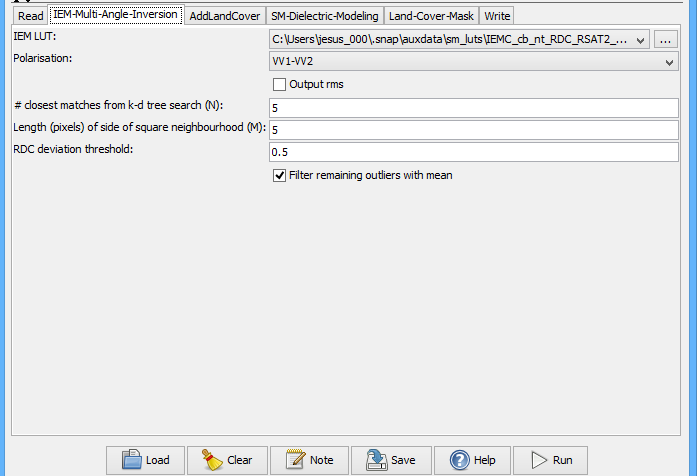 Read IEM-Multi-Angle-Inversion AddLandCover SM-Dielectric-Modeling Land-Cover-Mask Write
IEM LUT: C:\Users\jesus_000\.snap\auxdata\sm_luts\IEMC_cb_nt_RDC_RSAT2_... ...
Polarisation: VV1-VV2
Output rms
# closest matches from k-d tree search (N): 5
Length (pixels) of side of square neighbourhood (M): 5
RDC deviation threshold: 0.5
Filter remaining outliers with mean
Load Clear Note Save Help Run